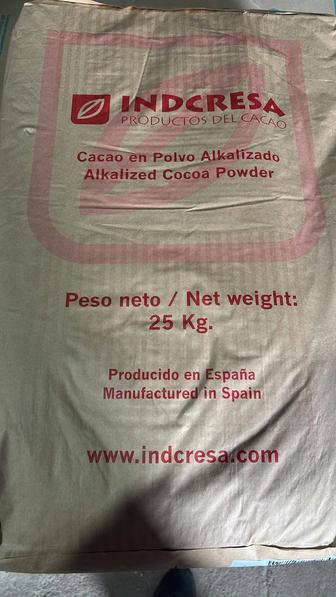 INDCRESA
PRODUCTOS DEL CACAO
Cacao en Polvo Alkalizado
Alkalized Cocoa Powder
Peso neto / Net weight:
25 Kg.
Producido en España
Manufactured in Spain
www.indcresa.com